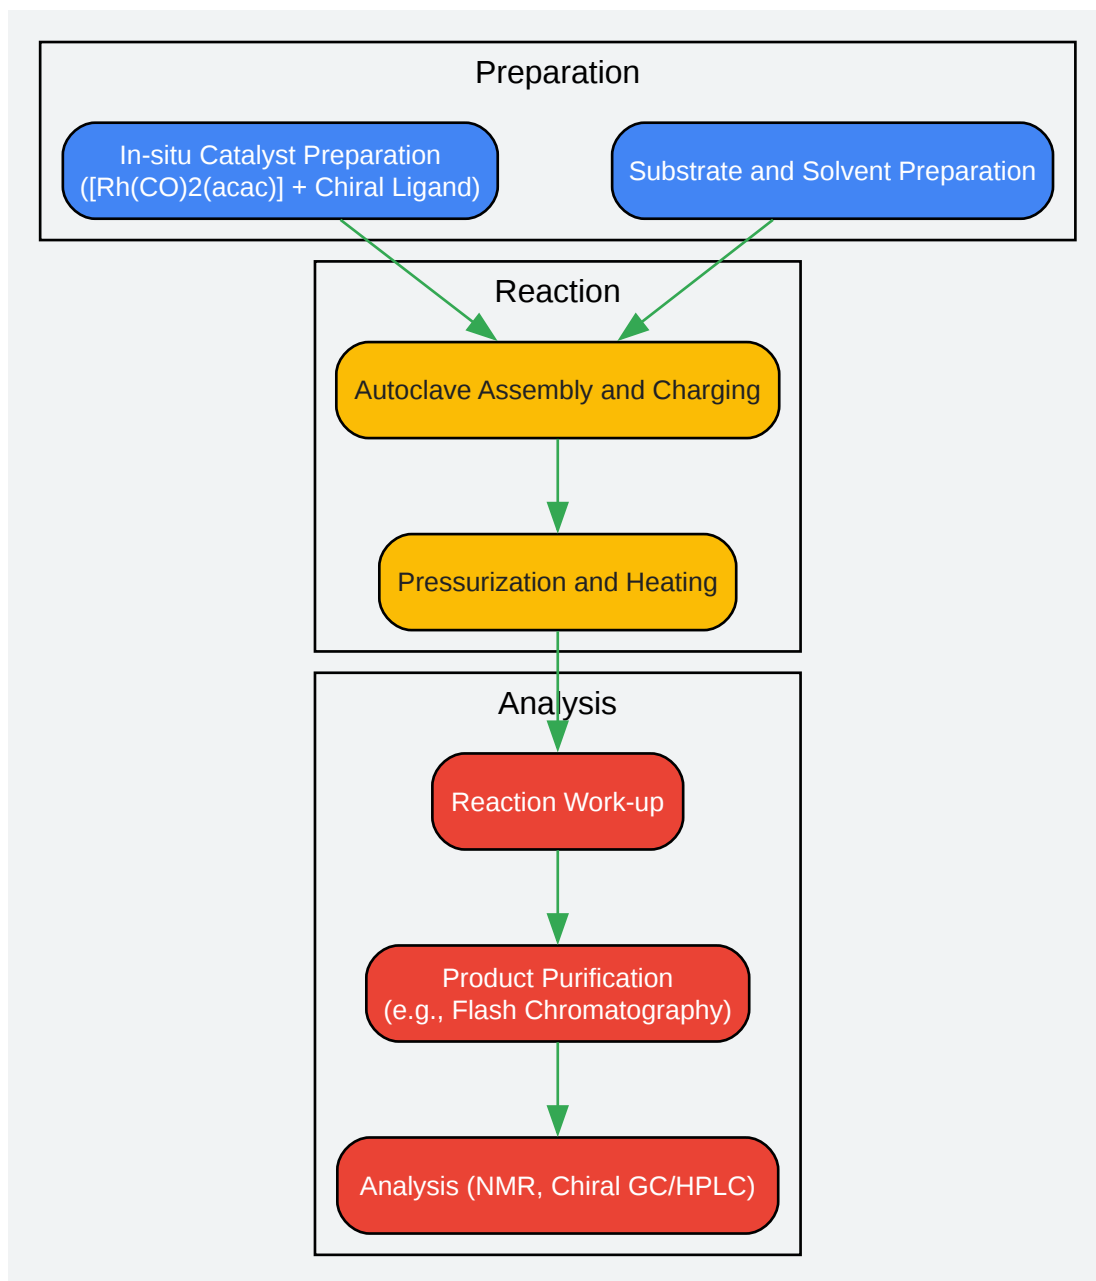 Preparation
In-situ Catalyst Preparation
([Rh(CO)2(acac)] + Chiral Ligand)
Substrate and Solvent Preparation
Reaction
Autoclave Assembly and Charging
Pressurization and Heating
Analysis
Reaction Work-up
Product Purification
(e.g., Flash Chromatography)
Analysis (NMR, Chiral GC/HPLC)